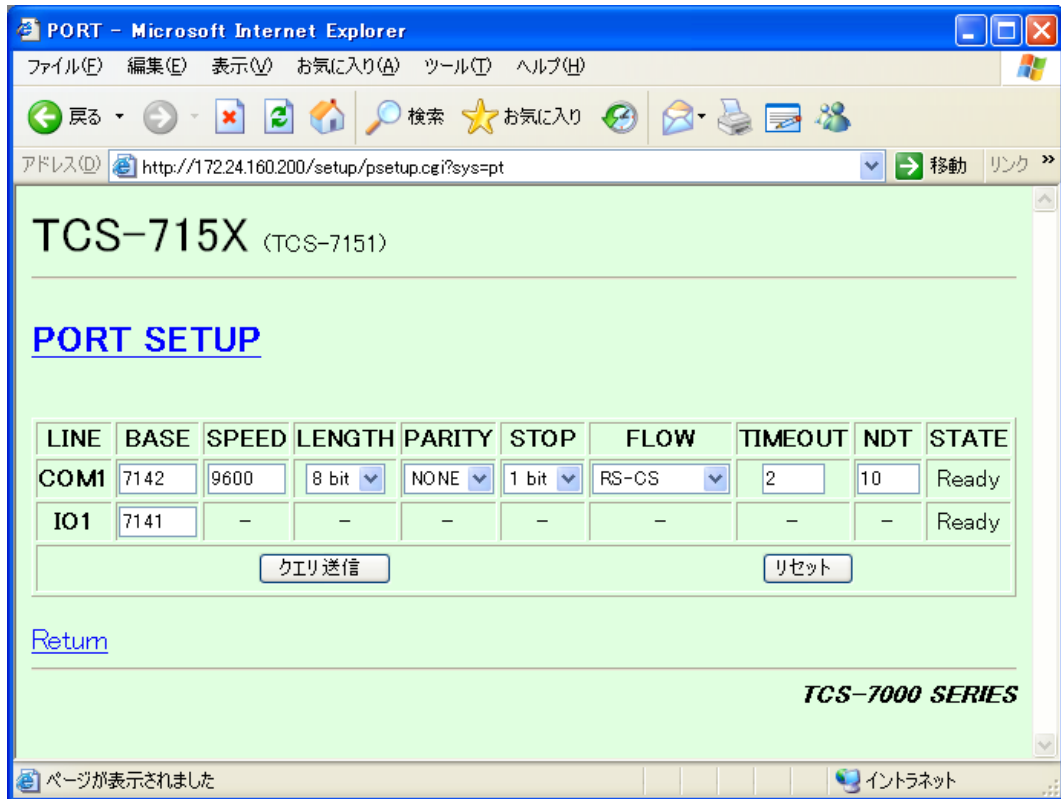 PORT - Microsoft Internet Explorer
ファイル(F) 編集(E) 表示(V) お気に入り(A) ツール(T) ヘルプ(H)
戻る 検索 お気に入り
アドレス(D) http://172.24.160.200/setup/psetup.cgi?sys=pt 移動 リンク »
TCS-715X (TCS-7151)
PORT SETUP
LINE BASE SPEED LENGTH PARITY STOP FLOW TIMEOUT NDT STATE
COM1 7142 9600 8 bit NONE 1 bit RS-CS 2 10 Ready
IO1 7141 - - - - - - - Ready
クエリ送信 リセット
Return
TCS-7000 SERIES
ページが表示されました イントラネット